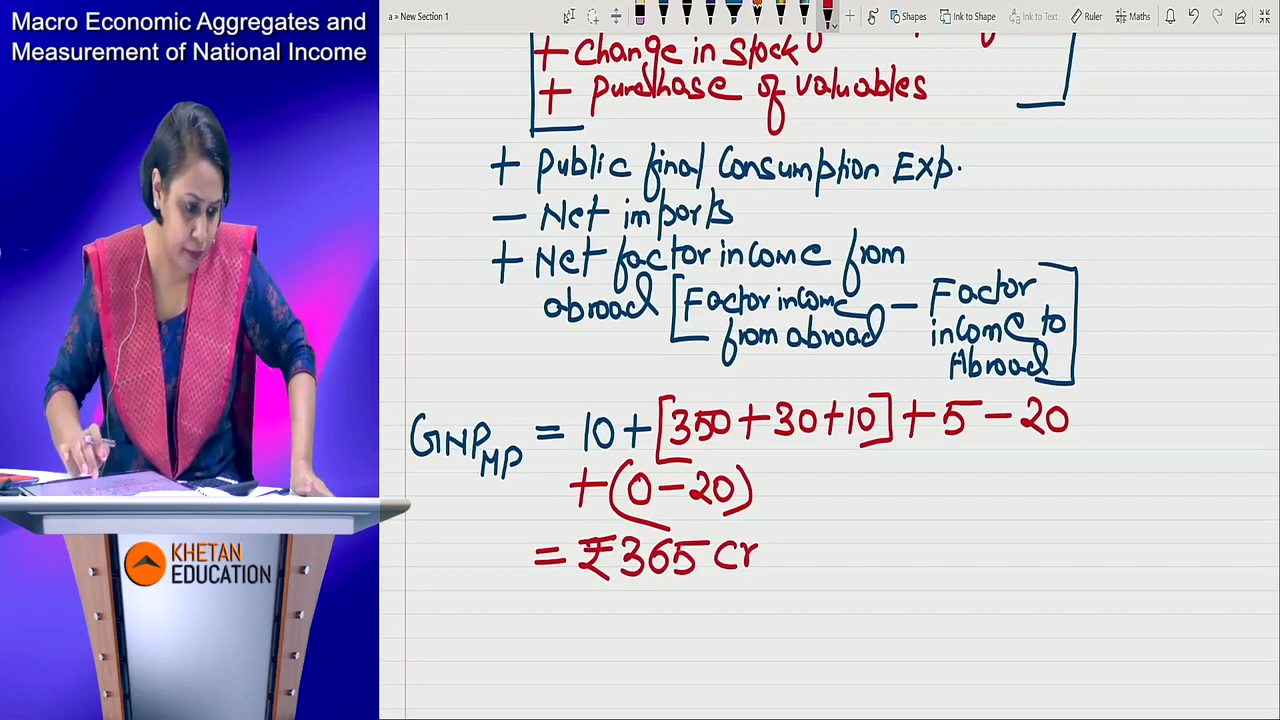 Macro Economic Aggregates and
Measurement of National Income
a > New Section 1
Shapes
Ink to Shape
Ink to Text
Ruler
Maths
+ Change in stock
+ purchase of valuables
+ Public final Consumption Exp.
- Net imports
+ Net factor income from
abroad [Factor income from abroad - Factor income to Abroad]
GNP MP = 10 + [350 + 30 + 10] + 5 - 20
+ (0 - 20)
= ₹365 Cr
KHETAN
EDUCATION